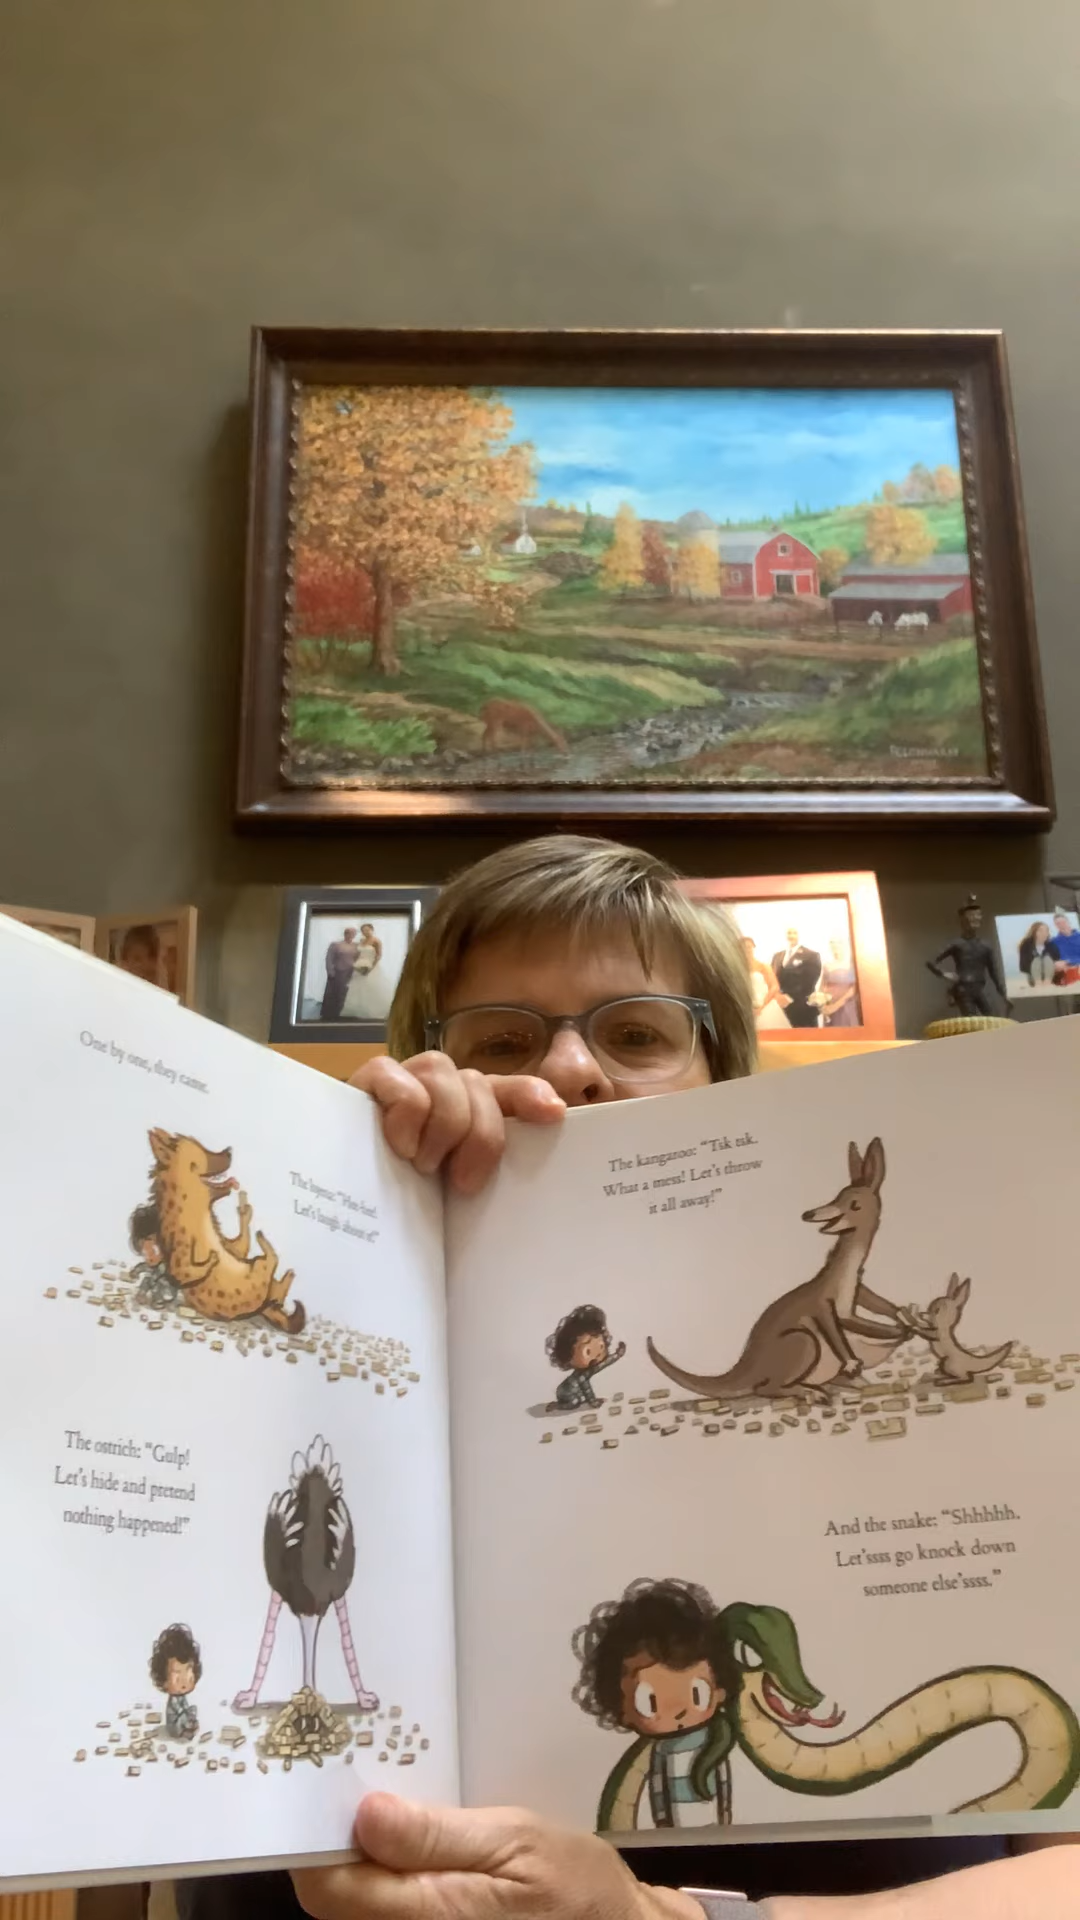 One by one, they came.
The hyena: "Hee-hee!
Let's laugh about it!"
The ostrich: "Gulp!
Let's hide and pretend
nothing happened!"
The kangaroo: "Tsk tsk.
What a mess! Let's throw
it all away!"
And the snake: "Shhhhh.
Let'ssss go knock down
someone else'ssss."